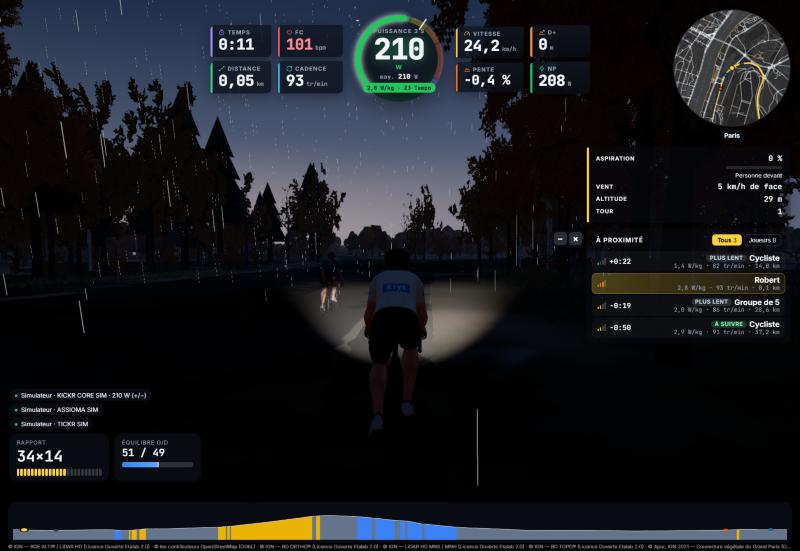 TEMPS
0:11
FC
101 bpm
DISTANCE
0,05 km
CADENCE
93 tr/min
PUISSANCE 3 S
210
W
moy. 210 W
2,8 W/kg · Z3 Tempo
VITESSE
24,2 km/h
D+
0 m
PENTE
-0,4 %
NP
208 W
Paris
ASPIRATION 0 %
Personne devant
VENT 5 km/h de face
ALTITUDE 29 m
TOUR 1
À PROXIMITÉ Tous 3 Joueurs 0
+0:22 PLUS LENT Cycliste
1,4 W/kg · 82 tr/min · 14,0 km
Robert
2,8 W/kg · 93 tr/min · 0,1 km
-0:19 PLUS LENT Groupe de 5
2,0 W/kg · 86 tr/min · 28,6 km
-0:50 À SUIVRE Cycliste
2,9 W/kg · 91 tr/min · 37,2 km
Simulateur · KICKR CORE SIM · 210 W (+/−)
Simulateur · ASSIOMA SIM
Simulateur · TICKR SIM
RAPPORT
34×14
ÉQUILIBRE G/D
51 / 49